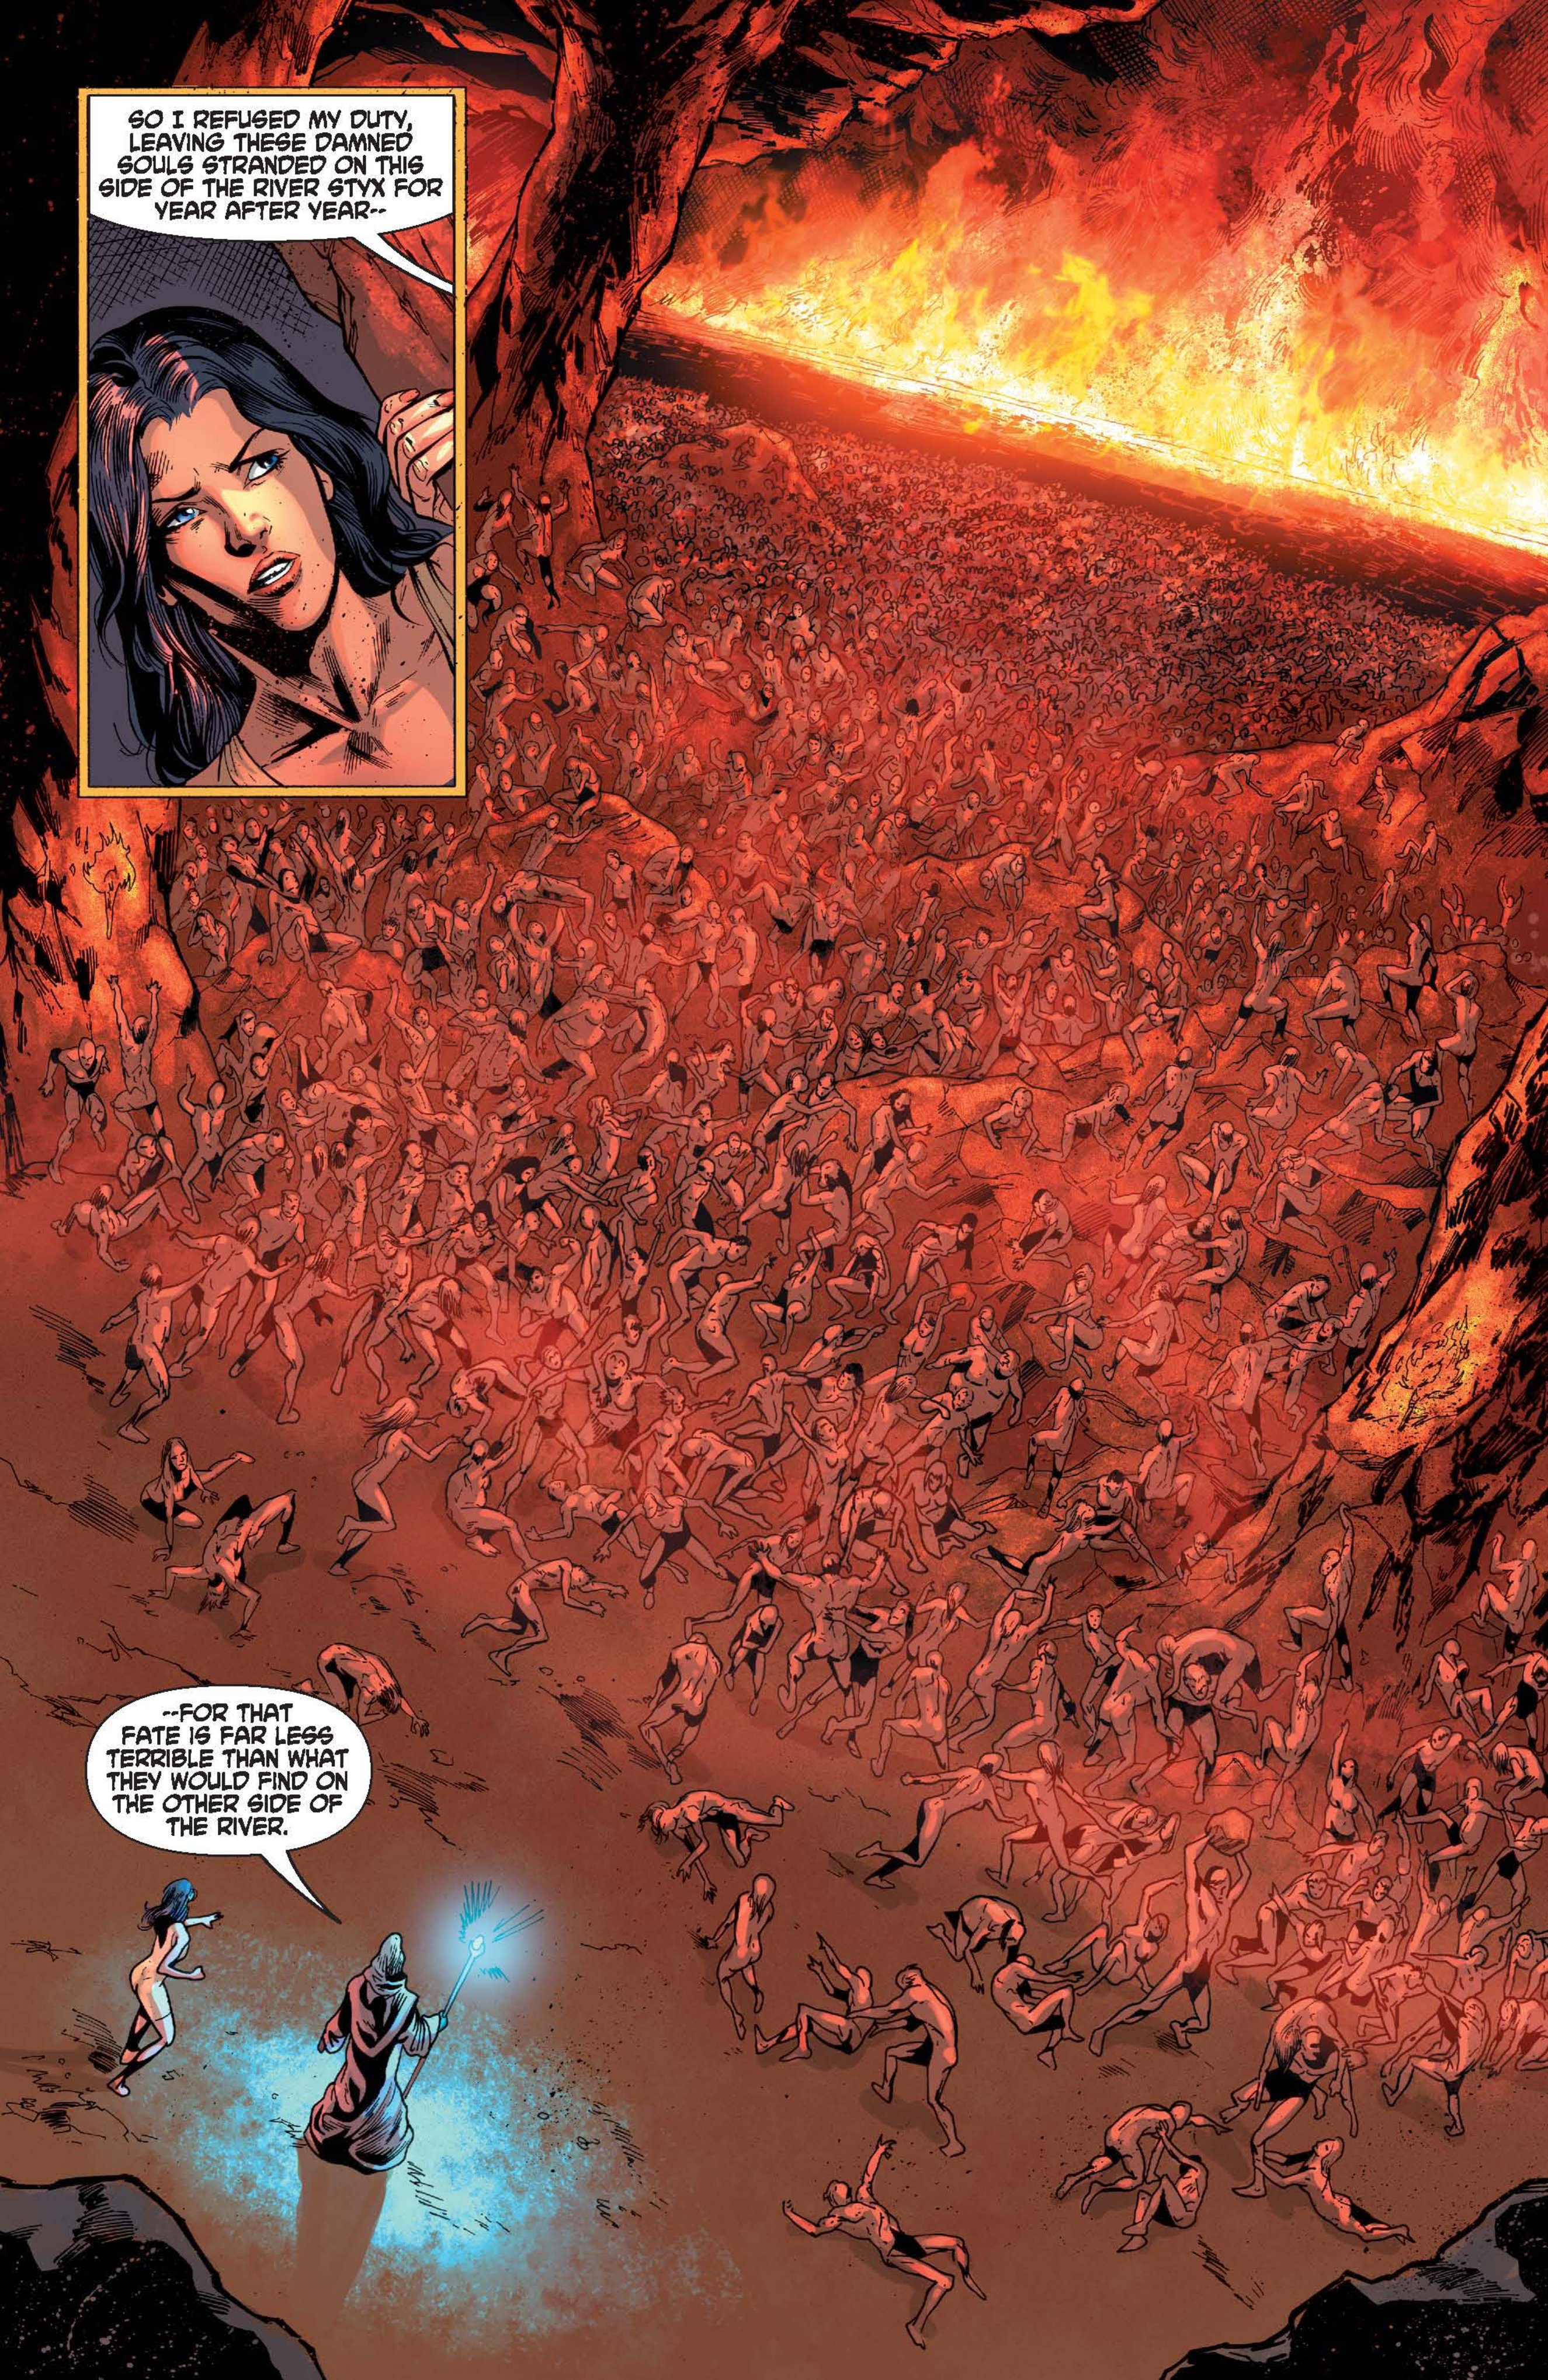 SO I REFUSED MY DUTY,
LEAVING THESE DAMNED
SOULS STRANDED ON THIS
SIDE OF THE RIVER STYX FOR
YEAR AFTER YEAR--
--FOR THAT
FATE IS FAR LESS
TERRIBLE THAN WHAT
THEY WOULD FIND ON
THE OTHER SIDE OF
THE RIVER.